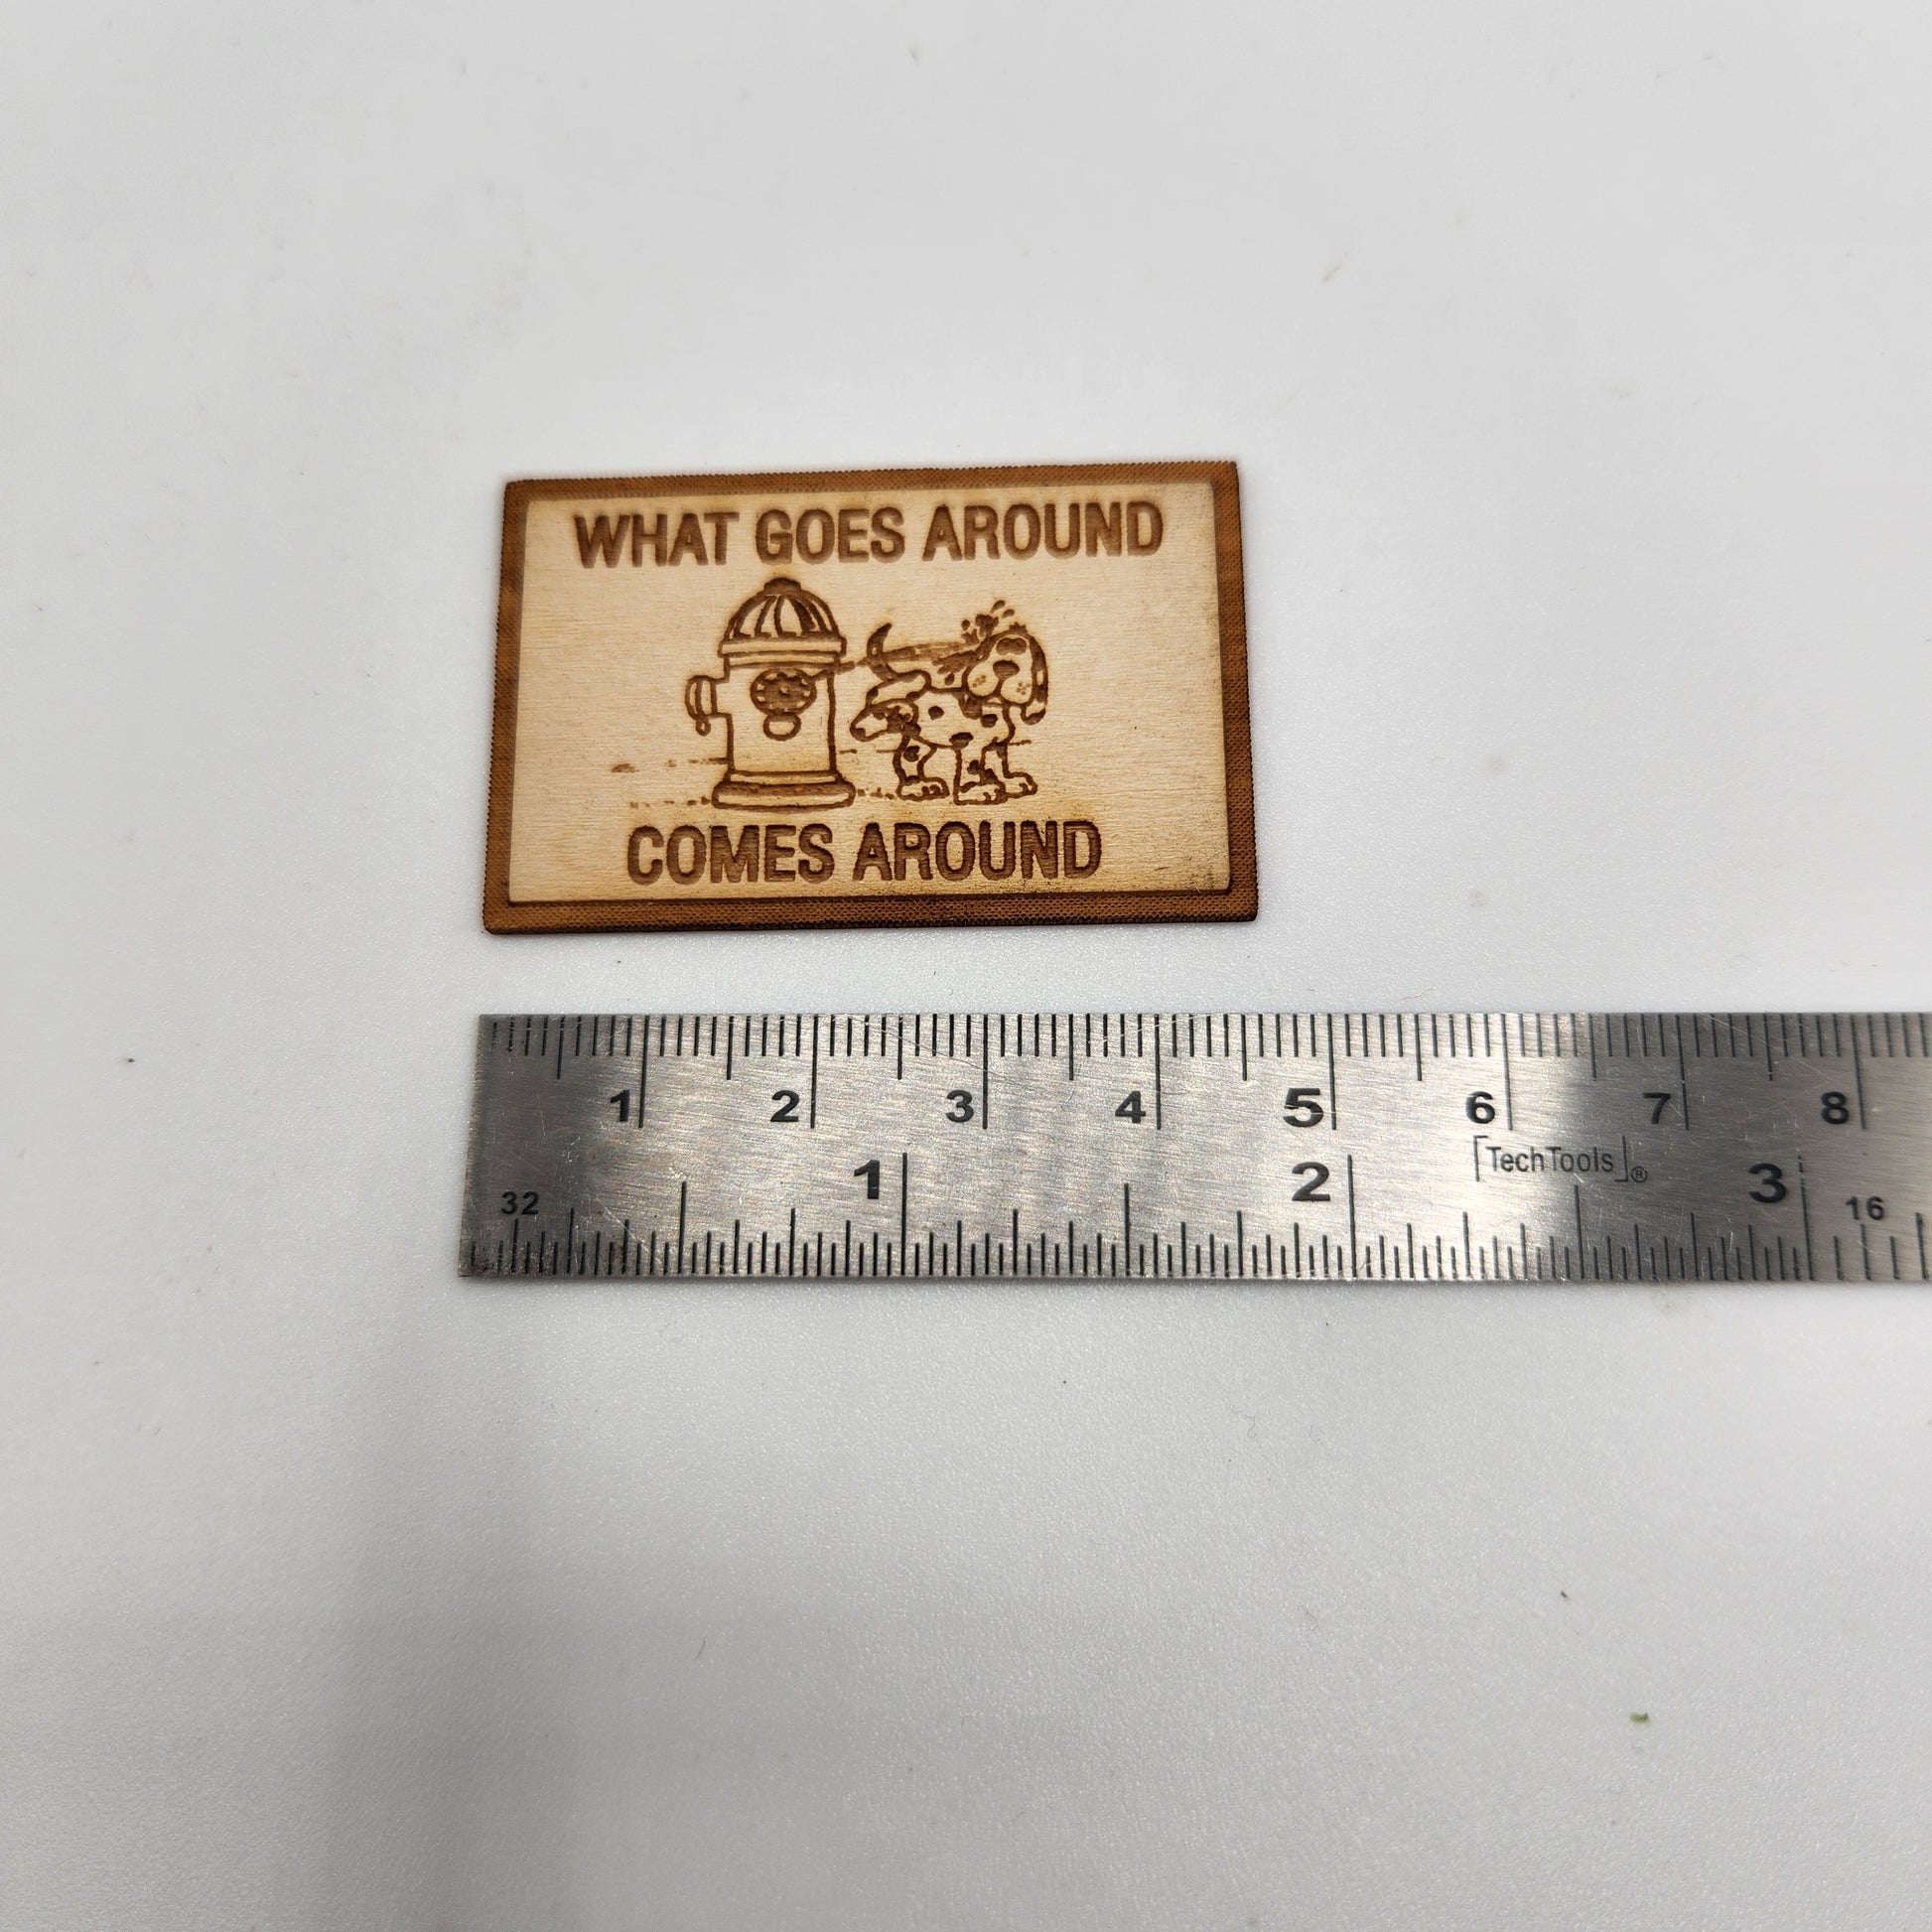 WHAT GOES AROUND
COMES AROUND
1 2 3 4 5 6 7 8
TechTools®
1 2 3
32 16